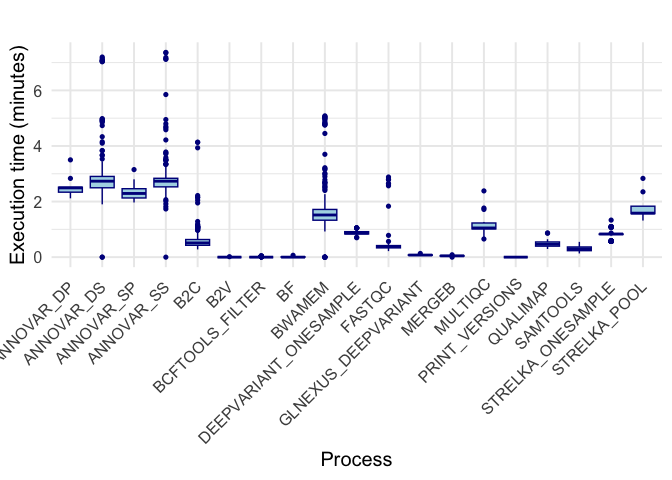 Execution time (minutes)
6
4
2
0
NNOVAR_DP
ANNOVAR_DS
ANNOVAR_SP
ANNOVAR_SS
B2C
B2V
BCFTOOLS_FILTER
BF
BWAMEM
DEEPVARIANT_ONESAMPLE
FASTQC
GLNEXUS_DEEPVARIANT
MERGEB
MULTIQC
PRINT_VERSIONS
QUALIMAP
SAMTOOLS
STRELKA_ONESAMPLE
STRELKA_POOL
Process